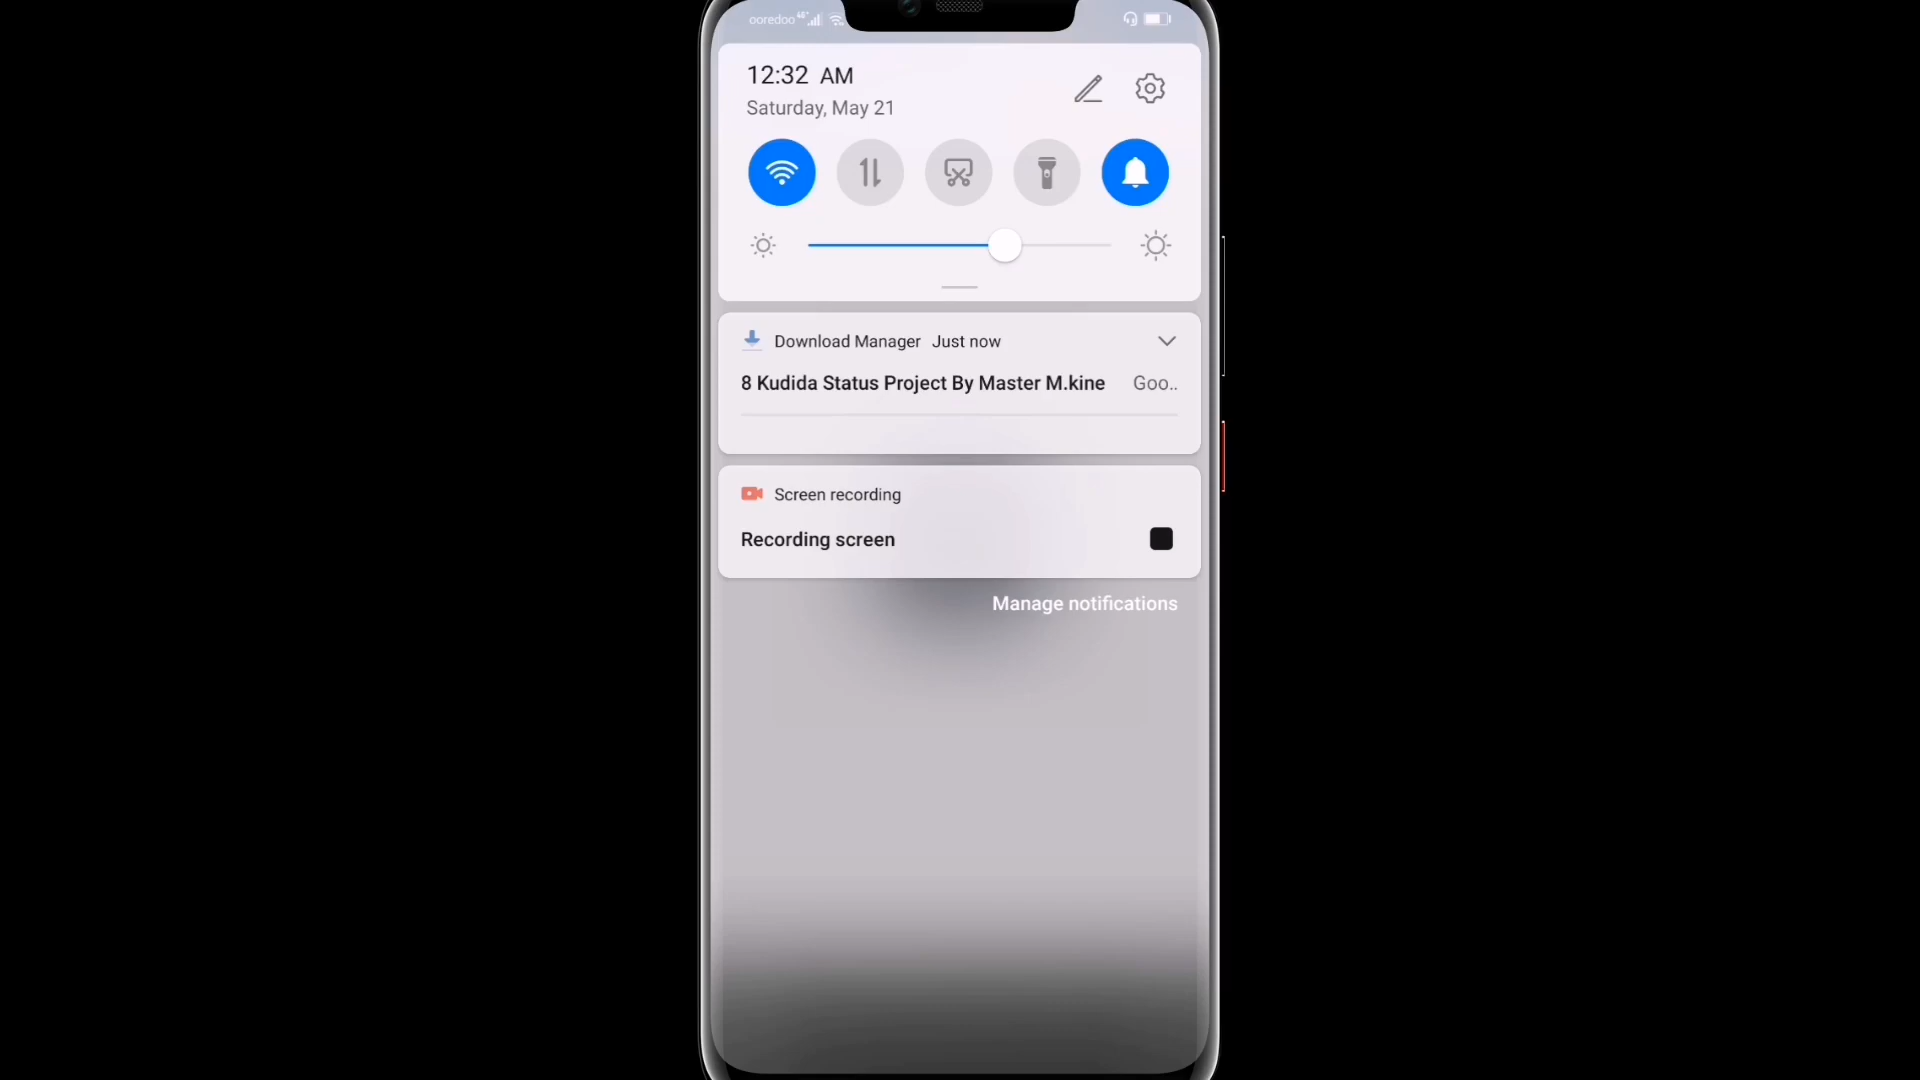 ooredoo
12:32 AM
Saturday, May 21
Download Manager Just now
8 Kudida Status Project By Master M.kine Goo..
Screen recording
Recording screen
Manage notifications